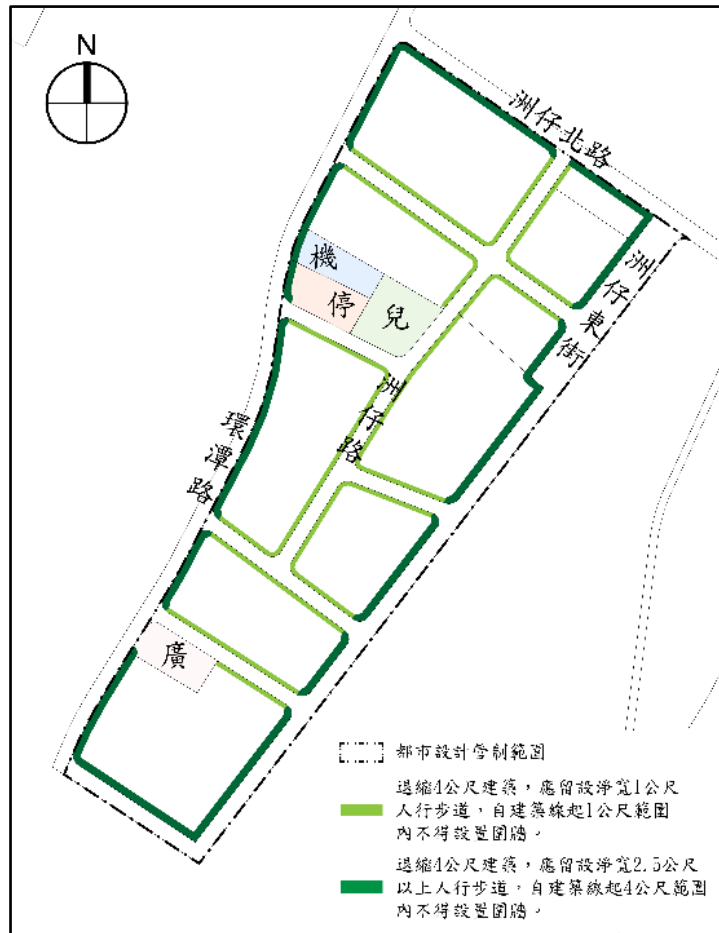 N
洲仔北路
洲仔東街
機
停
兒
洲仔路
環潭路
廣
都市設計管制範圍
退縮4公尺建築，應留設淨寬1公尺
人行步道，自建築線起1公尺範圍
內不得設置圍牆。
退縮4公尺建築，應留設淨寬2.5公尺
以上人行步道，自建築線起4公尺範圍
內不得設置圍牆。